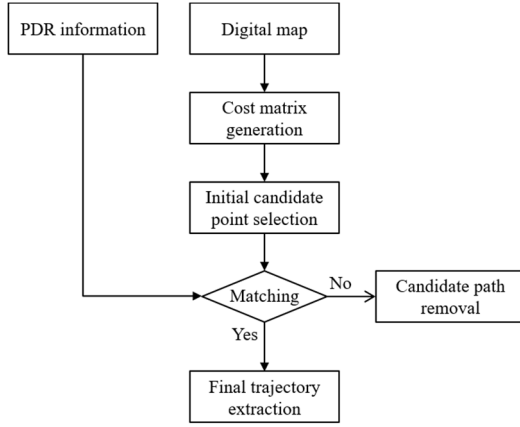 PDR information
Digital map
Cost matrix
generation
Initial candidate
point selection
Matching
No
Candidate path
removal
Yes
Final trajectory
extraction